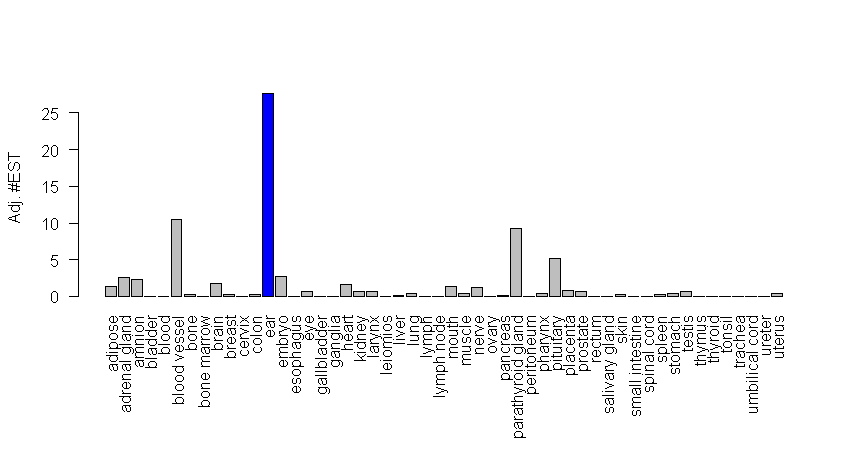 Adj. #EST
25
20
15
10
5
0
adipose
adrenal gland
amnion
bladder
blood
blood vessel
bone
bone marrow
brain
breast
cervix
colon
ear
embryo
esophagus
eye
gallbladder
ganglia
heart
kidney
larynx
leiomios
liver
lung
lymph
lymph node
mouth
muscle
nerve
ovary
pancreas
parathyroid gland
peritoneum
pharynx
pituitary
placenta
prostate
rectum
salivary gland
skin
small intestine
spinal cord
spleen
stomach
testis
thymus
thyroid
tonsil
trachea
umbilical cord
ureter
uterus